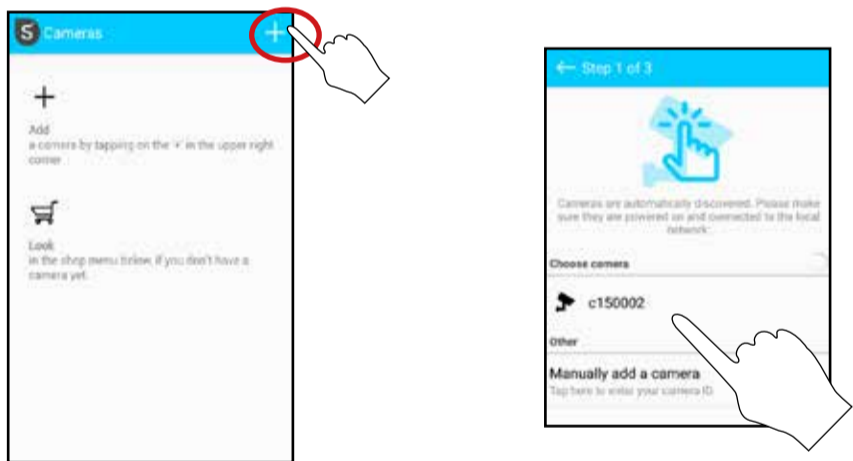 S Cameras
Add
a camera by tapping on the '+' in the upper right
corner
Look
in the shop menu below, if you don't have a
camera yet.
Step 1 of 3
Cameras are automatically discovered. Please make
sure they are powered on and connected to the local
network.
Choose camera
c150002
Other
Manually add a camera
Tap here to enter your camera ID